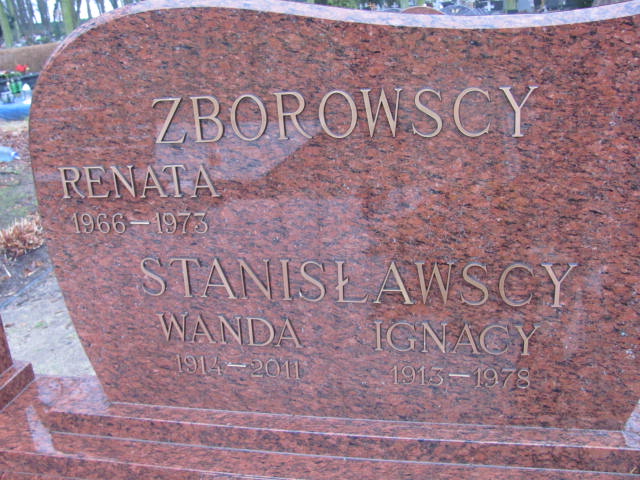 ZBOROWSCY
RENATA
1966-1973
STANISŁAWSCY
WANDA IGNACY
1914-2011 1913-1978